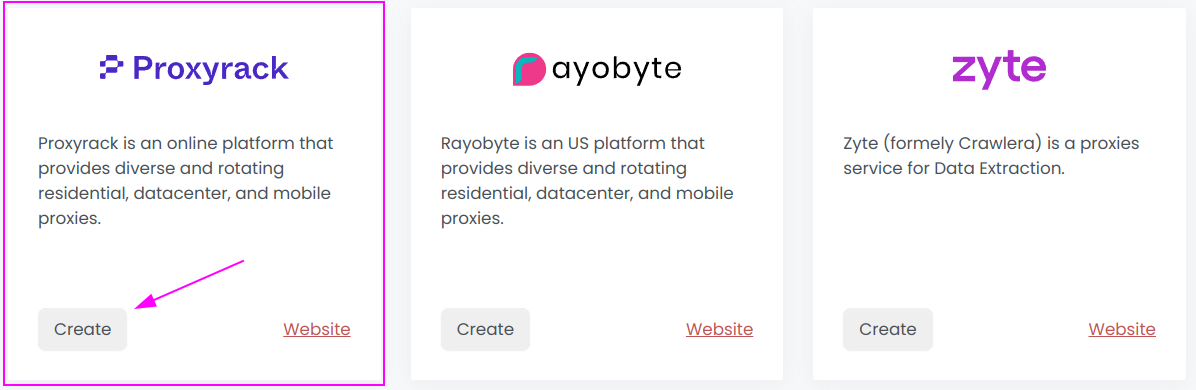 Proxyrack
Proxyrack is an online platform that
provides diverse and rotating
residential, datacenter, and mobile
proxies.
Create
Website
rayobyte
Rayobyte is an US platform that
provides diverse and rotating
residential, datacenter, and mobile
proxies.
Create
Website
zyte
Zyte (formely Crawlera) is a proxies
service for Data Extraction.
Create
Website